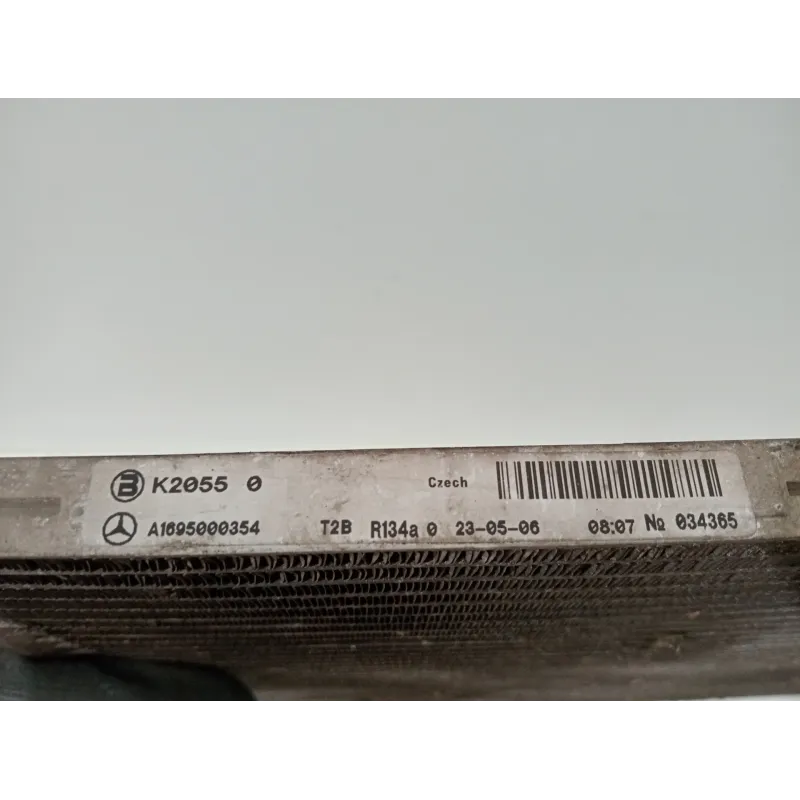 B K2055 0 Czech
A1695000354 T2B R134a 0 23-05-06 08:07 № 034365